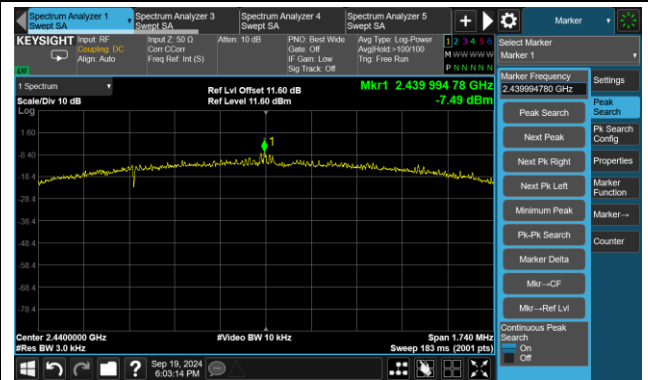 Spectrum Analyzer 1
Swept SA
Spectrum Analyzer 3
Swept SA
Spectrum Analyzer 4
Swept SA
Spectrum Analyzer 5
Swept SA
Marker
KEYSIGHT
Input: RF
Coupling: DC
Align: Auto
Input Z: 50 Ω
Corr CCorr
Freq Ref: Int (S)
Atten: 10 dB
PNO: Best Wide
Gate: Off
IF Gain: Low
Sig Track: Off
Avg Type: Log-Power
Avg|Hold:>100/100
Trig: Free Run
1 2 3 4 5 6
M W W W W W
P N N N N N
LXI
Select Marker
Marker 1
1 Spectrum
Scale/Div 10 dB
Log
Ref Lvl Offset 11.60 dB
Ref Level 11.60 dBm
Mkr1 2.439 994 78 GHz
-7.49 dBm
1
1.60
-8.40
-18.4
-28.4
-38.4
-48.4
-58.4
-68.4
-78.4
Center 2.4400000 GHz
#Res BW 3.0 kHz
#Video BW 10 kHz
Span 1.740 MHz
Sweep 183 ms (2001 pts)
Marker Frequency
2.439994780 GHz
Peak Search
Next Peak
Next Pk Right
Next Pk Left
Minimum Peak
Pk-Pk Search
Marker Delta
Mkr→CF
Mkr→Ref Lvl
Continuous Peak
Search
On
Off
Settings
Peak
Search
Pk Search
Config
Properties
Marker
Function
Marker→
Counter
?
Sep 19, 2024
6:03:14 PM